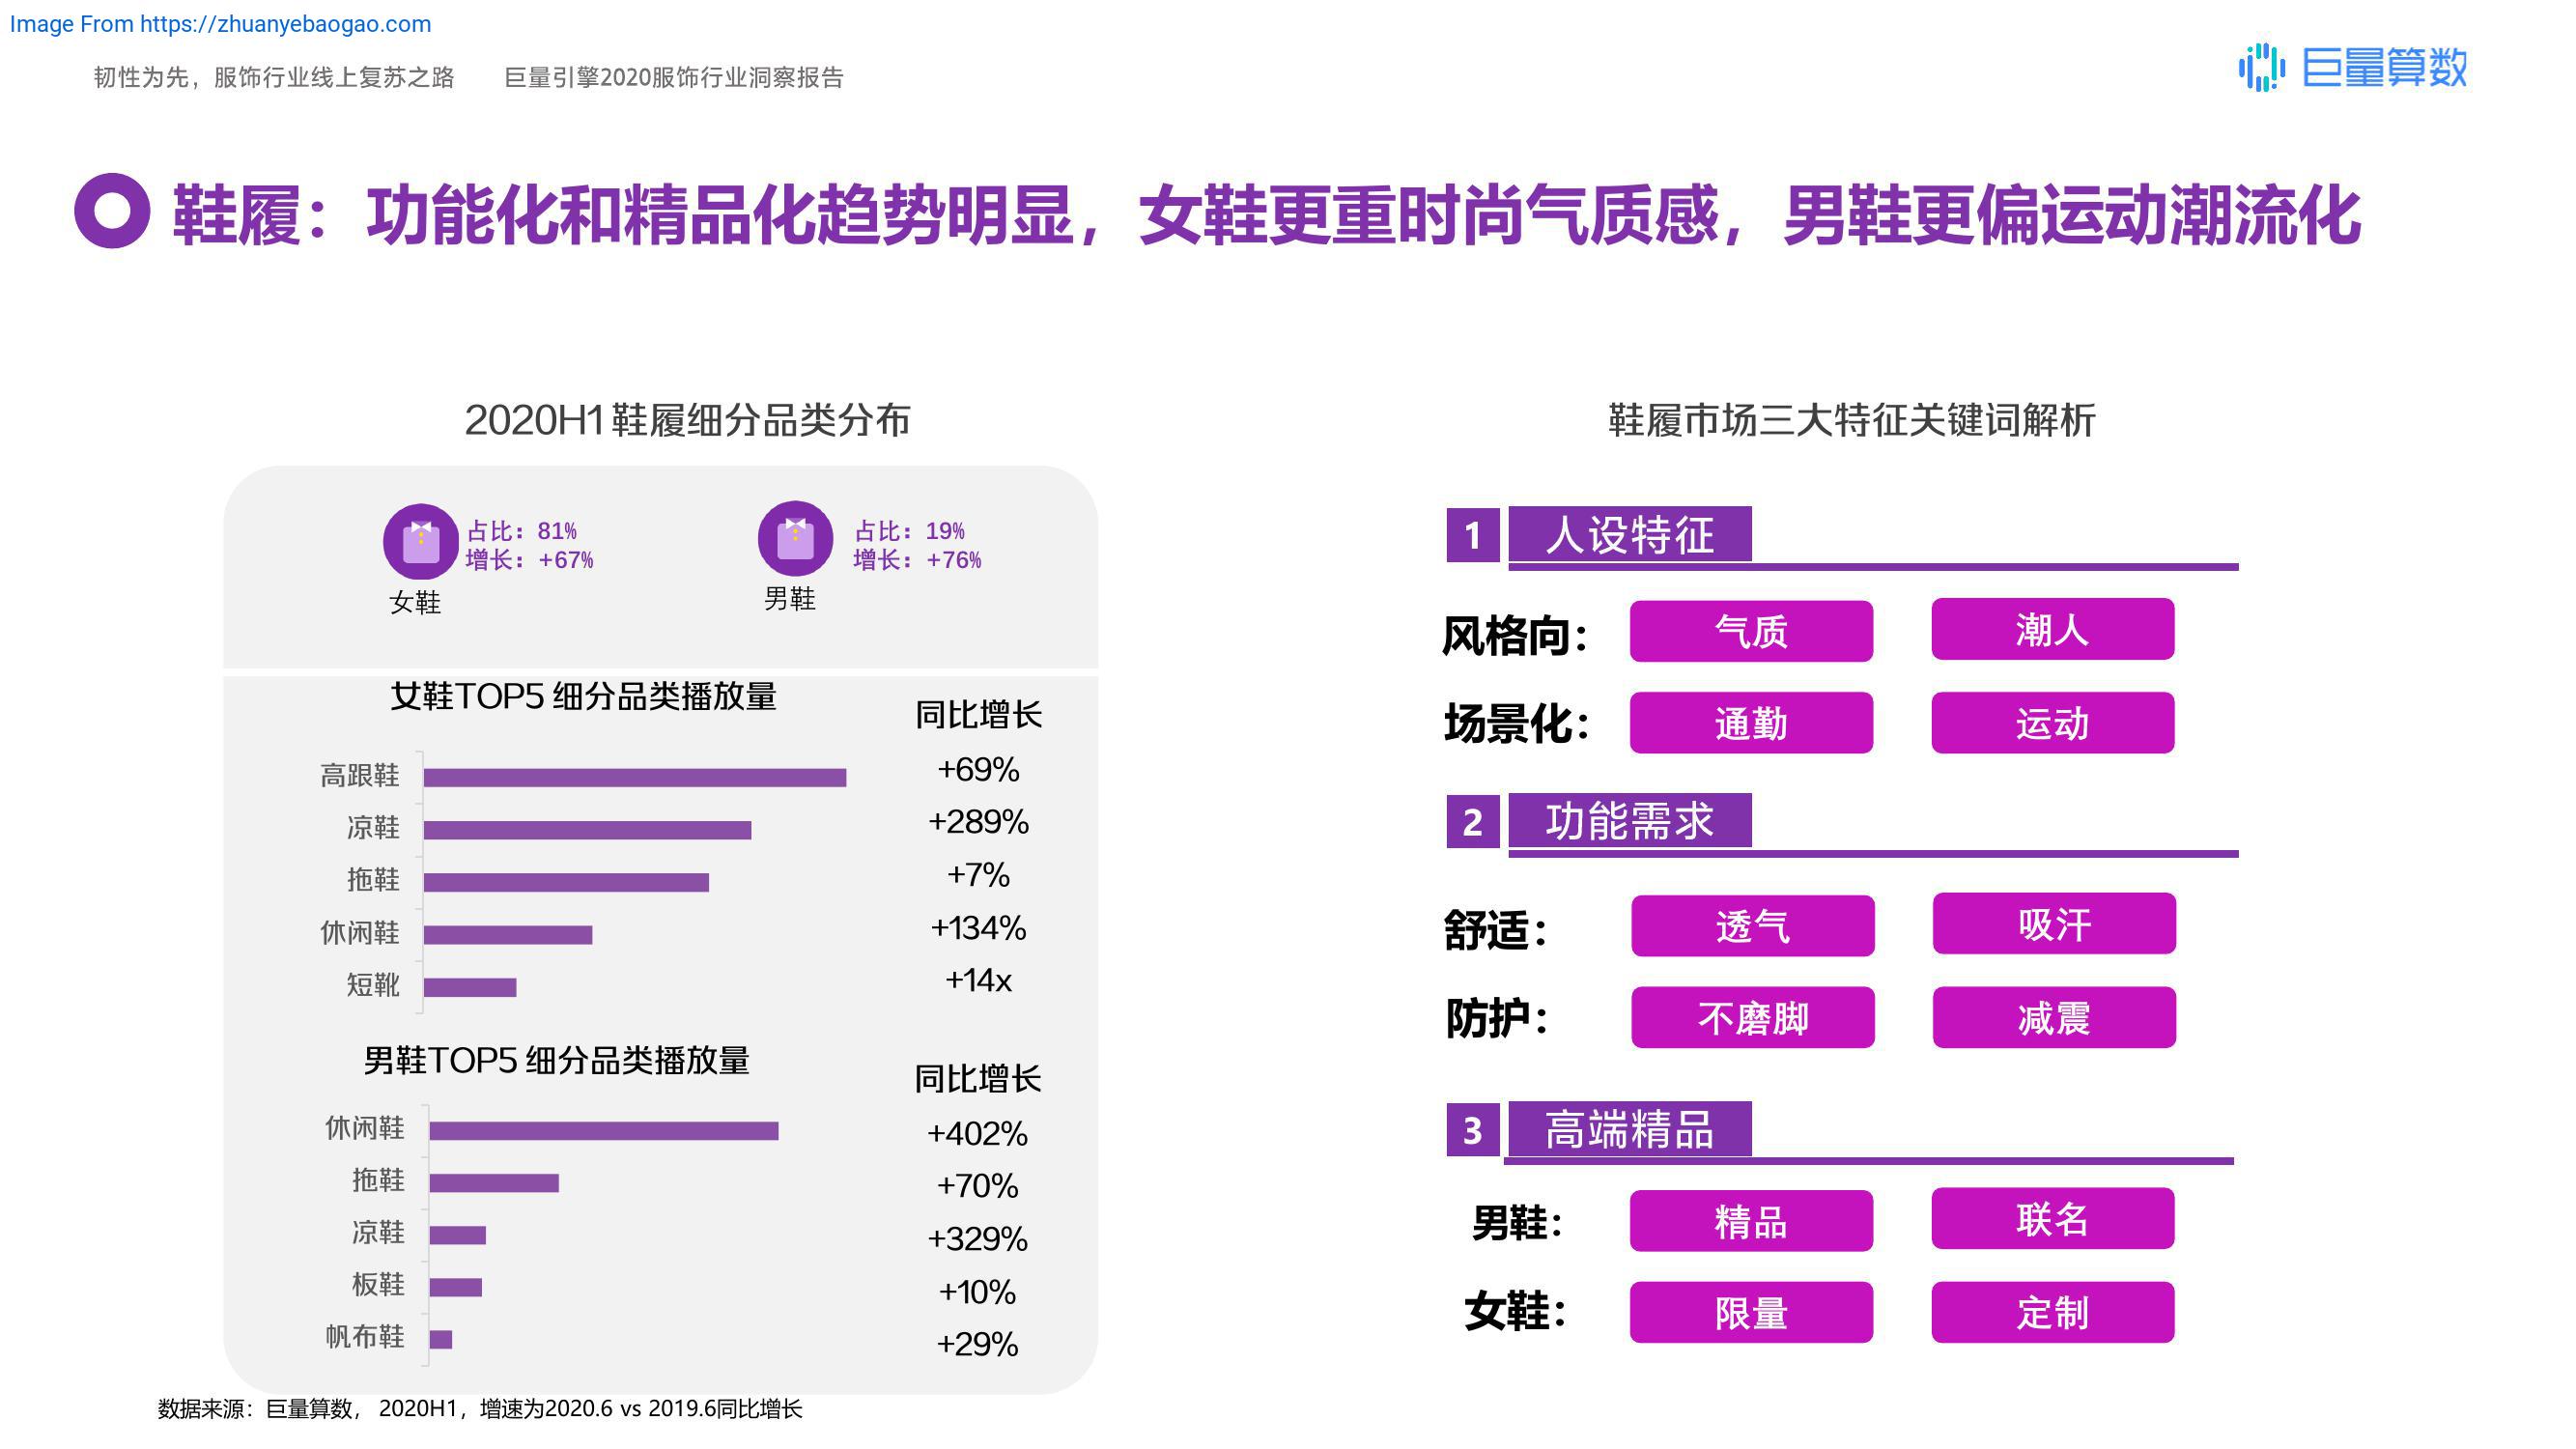 Image From https://zhuanyebaogao.com
韧性为先，服饰行业线上复苏之路 巨量引擎2020服饰行业洞察报告
巨量算数
鞋履：功能化和精品化趋势明显，女鞋更重时尚气质感，男鞋更偏运动潮流化
2020H1鞋履细分品类分布
占比：81%
增长：+67%
女鞋
占比：19%
增长：+76%
男鞋
女鞋TOP5 细分品类播放量
同比增长
高跟鞋 +69%
凉鞋 +289%
拖鞋 +7%
休闲鞋 +134%
短靴 +14x
男鞋TOP5 细分品类播放量
同比增长
休闲鞋 +402%
拖鞋 +70%
凉鞋 +329%
板鞋 +10%
帆布鞋 +29%
数据来源：巨量算数， 2020H1，增速为2020.6 vs 2019.6同比增长
鞋履市场三大特征关键词解析
1 人设特征
风格向： 气质 潮人
场景化： 通勤 运动
2 功能需求
舒适： 透气 吸汗
防护： 不磨脚 减震
3 高端精品
男鞋： 精品 联名
女鞋： 限量 定制